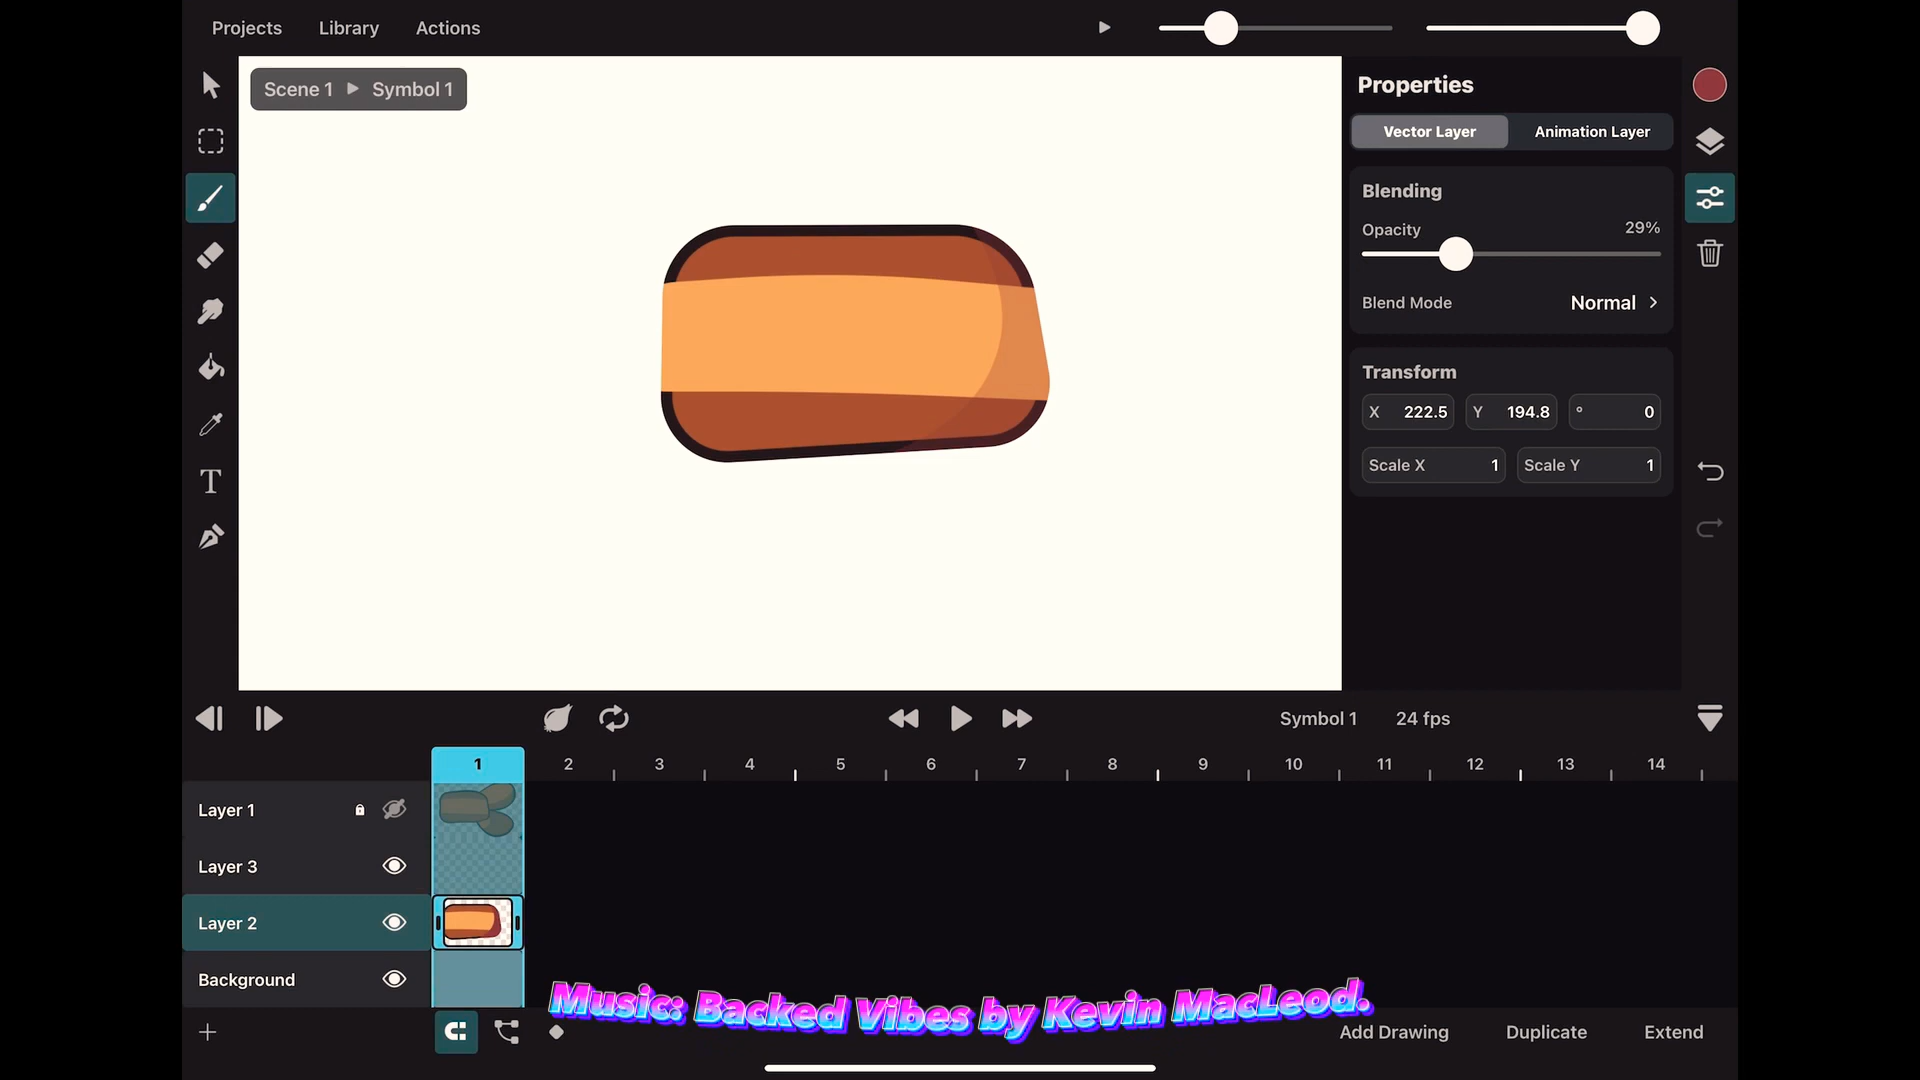 Projects Library Actions
Scene 1 Symbol 1
Properties
Vector Layer Animation Layer
Blending
Opacity 29%
Blend Mode Normal
Transform
X 222.5 Y 194.8 ° 0
Scale X 1 Scale Y 1
T
Symbol 1 24 fps
1 2 3 4 5 6 7 8 9 10 11 12 13 14
Layer 1
Layer 3
Layer 2
Background
Music: Backed Vibes by Kevin MacLeod.
Add Drawing Duplicate Extend